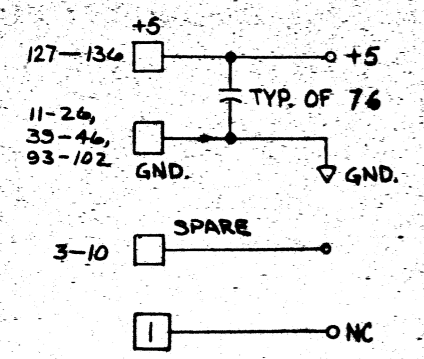 +5
127-136
+5
TYP. OF 76
11-26,
39-46,
93-102
GND.
GND.
SPARE
3-10
1
NC